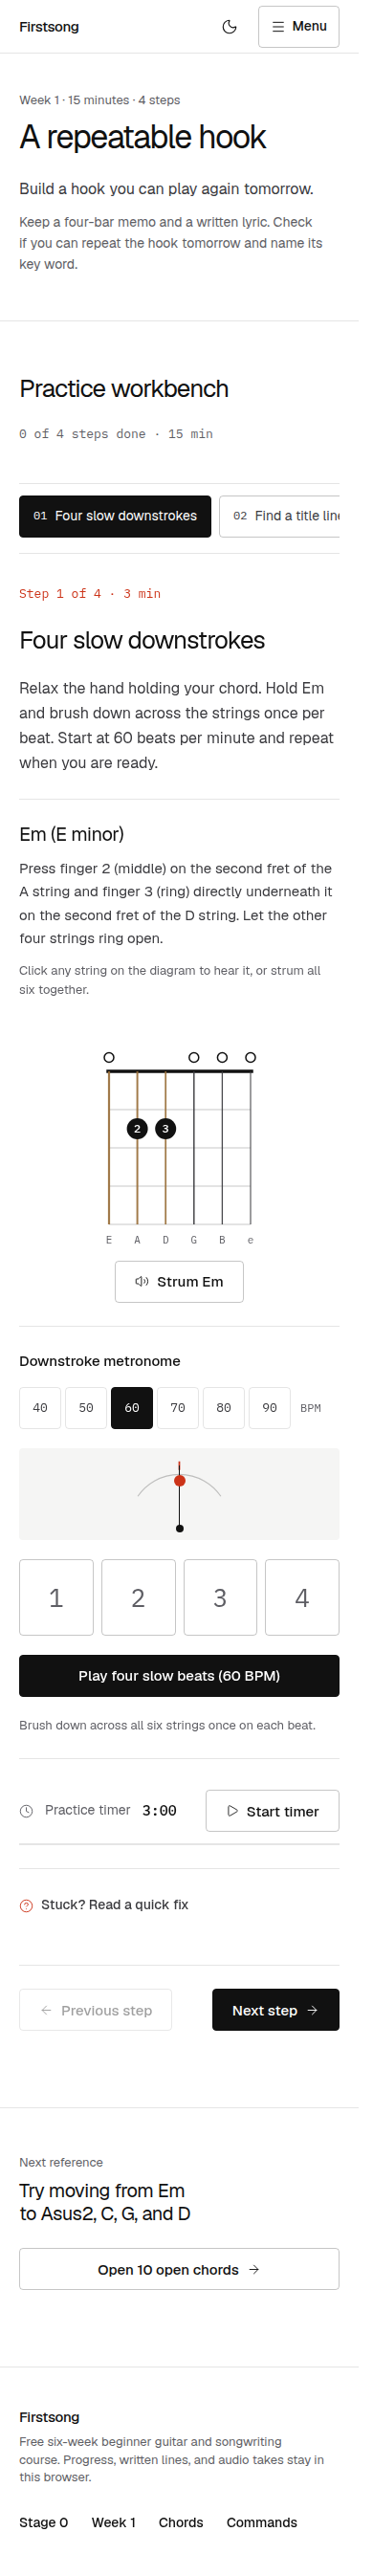 Firstsong
Menu
Week 1 · 15 minutes · 4 steps
A repeatable hook
Build a hook you can play again tomorrow.
Keep a four-bar memo and a written lyric. Check
if you can repeat the hook tomorrow and name its
key word.
Practice workbench
0 of 4 steps done · 15 min
01 Four slow downstrokes
02 Find a title line
Step 1 of 4 · 3 min
Four slow downstrokes
Relax the hand holding your chord. Hold Em
and brush down across the strings once per
beat. Start at 60 beats per minute and repeat
when you are ready.
Em (E minor)
Press finger 2 (middle) on the second fret of the
A string and finger 3 (ring) directly underneath it
on the second fret of the D string. Let the other
four strings ring open.
Click any string on the diagram to hear it, or strum all
six together.
2 3
E A D G B e
Strum Em
Downstroke metronome
40 50 60 70 80 90 BPM
1 2 3 4
Play four slow beats (60 BPM)
Brush down across all six strings once on each beat.
Practice timer 3:00
Start timer
Stuck? Read a quick fix
Previous step
Next step
Next reference
Try moving from Em
to Asus2, C, G, and D
Open 10 open chords
Firstsong
Free six-week beginner guitar and songwriting
course. Progress, written lines, and audio takes stay in
this browser.
Stage 0 Week 1 Chords Commands